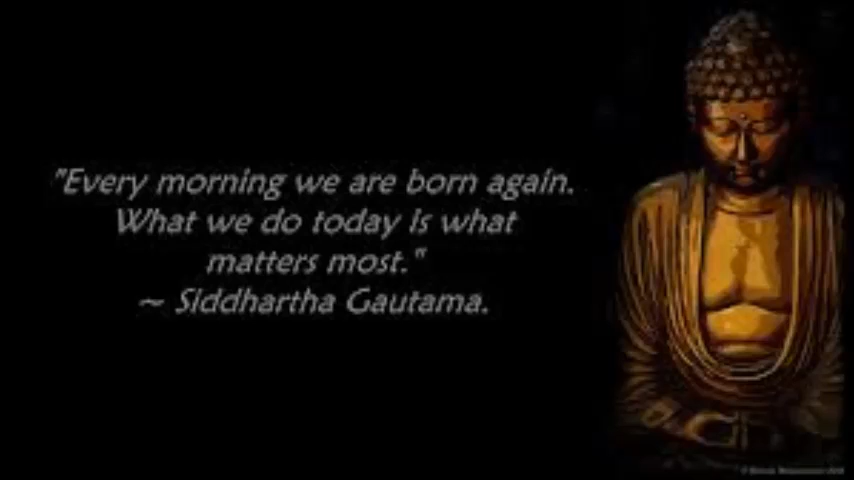 "Every morning we are born again.
What we do today is what
matters most."
~ Siddhartha Gautama.